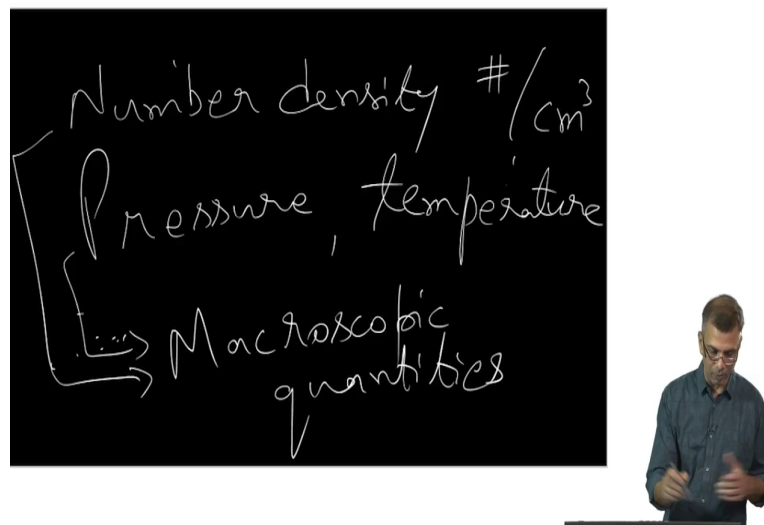 Number density #/cm³
Pressure, temperature
Macroscopic
quantities